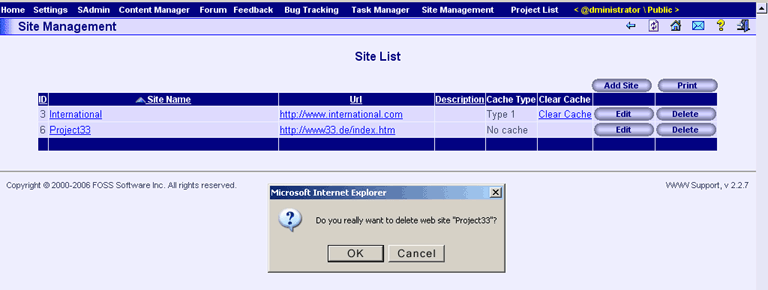 Home Settings SAdmin Content Manager Forum Feedback Bug Tracking Task Manager Site Management Project List < @dministrator \ Public >
Site Management
Site List
Add Site Print
ID Site Name Url Description Cache Type Clear Cache
3 International http://www.international.com Type 1 Clear Cache Edit Delete
6 Project33 http://www33.de/index.htm No cache Edit Delete
Copyright © 2000-2006 FOSS Software Inc. All rights reserved. WWW Support, v 2.2.7
Microsoft Internet Explorer
Do you really want to delete web site "Project33"?
OK Cancel